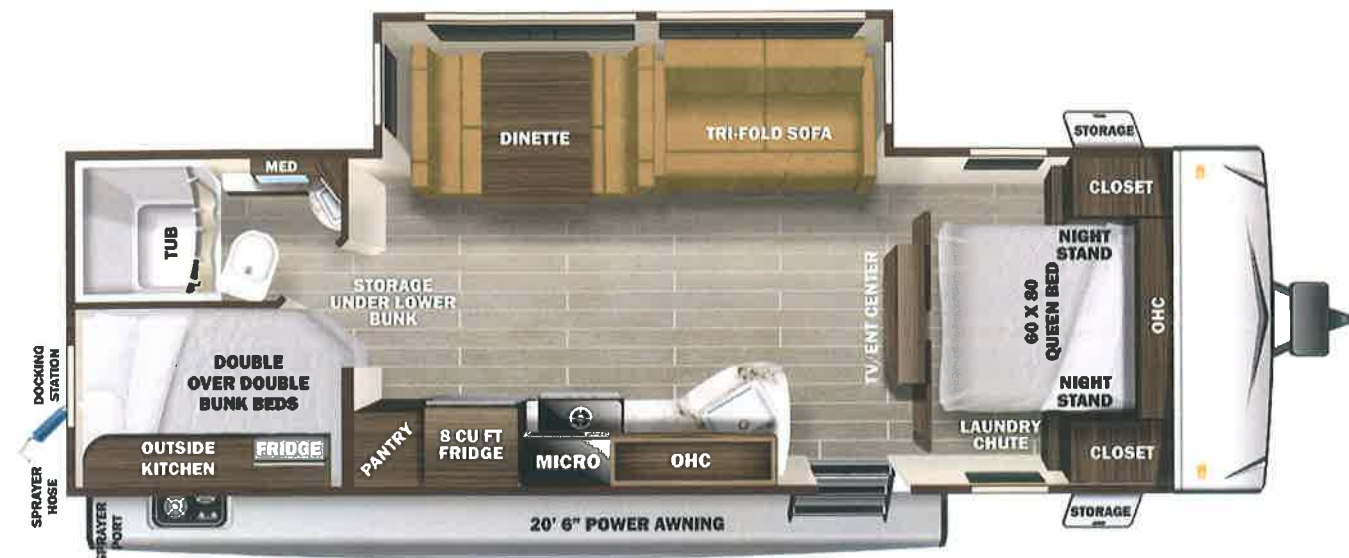 STORAGE
DINETTE
TRI-FOLD SOFA
MED
CLOSET
TUB
NIGHT
STAND
STORAGE
UNDER LOWER
BUNK
TV/ENT CENTER
60 X 80
QUEEN BED
OHC
DOCKING
STATION
DOUBLE
OVER DOUBLE
BUNK BEDS
NIGHT
STAND
LAUNDRY
CHUTE
OUTSIDE
KITCHEN
FRIDGE
PANTRY
8 CU FT
FRIDGE
MICRO
OHC
CLOSET
SPRAYER
HOSE
SPRAYER
PORT
20' 6" POWER AWNING
STORAGE